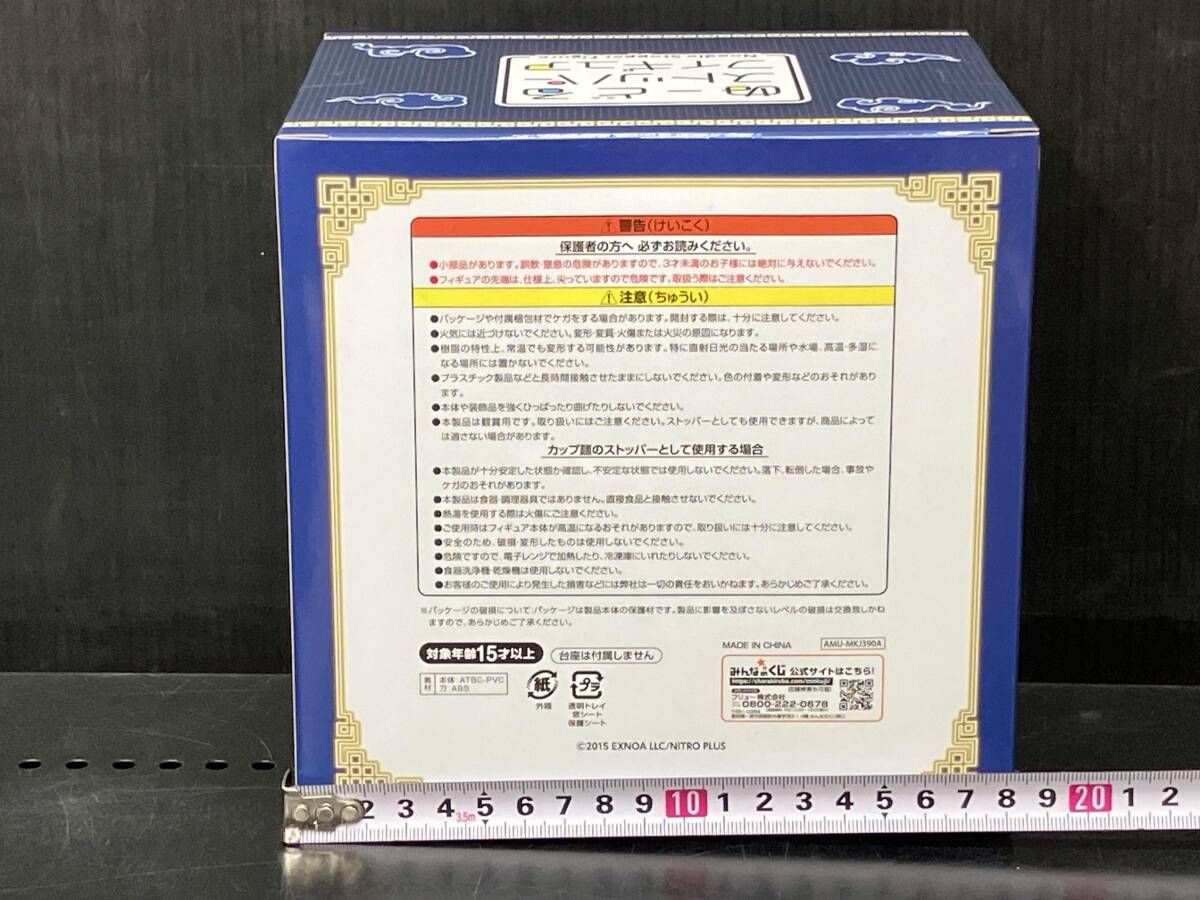 ぬーどる
ストッパー
フィギュア
Noodle Stopper Figure
⚠警告(けいこく)
保護者の方へ 必ずお読みください。
●小部品があります。誤飲・窒息の危険がありますので、3才未満のお子様には絶対に与えないでください。
●フィギュアの先端は、仕様上、尖っていますので危険です。取扱う際はご注意ください。
⚠注意(ちゅうい)
●パッケージや付属梱包材でケガをする場合があります。開封する際は、十分に注意してください。
●火気には近づけないでください。変形・変質・火傷または火災の原因になります。
●樹脂の特性上、常温でも変形する可能性があります。特に直射日光の当たる場所や水場、高温・多湿に
なる場所には置かないでください。
●プラスチック製品などと長時間接触させたままにしないでください。色の付着や変形などのおそれがあり
ます。
●本体や装飾品を強くひっぱったり曲げたりしないでください。
●本製品は観賞用です。取り扱いにはご注意ください。ストッパーとしても使用できますが、商品によって
は適さない場合があります。
カップ麺のストッパーとして使用する場合
●本製品が十分安定した状態か確認し、不安定な状態では使用しないでください。落下、転倒した場合、事故や
ケガのおそれがあります。
●本製品は食器・調理器具ではありません。直接食品と接触させないでください。
●熱湯を使用する際は火傷にご注意ください。
●ご使用時はフィギュア本体が高温になるおそれがありますので、取り扱いには十分に注意してください。
●安全のため、破損・変形したものは使用しないでください。
●危険ですので、電子レンジで加熱したり、冷凍庫にいれたりしないでください。
●食器洗浄機・乾燥機は使用しないでください。
●お客様のご使用により発生した損害などには弊社は一切の責任をおいかねます。あらかじめご了承ください。
※パッケージの破損について:パッケージは製品本体の保護材です。製品に影響を及ぼさないレベルの破損は交換致しかね
ますので、あらかじめご了承ください。
対象年齢15才以上
台座は付属しません
MADE IN CHINA
AMU-MKJ390A
素材
本体 ATBC-PVC
刀 ABS
紙
外箱
プラ
透明トレイ
窓シート
保護シート
みんなのくじ 公式サイトはこちら!
店舗検索も可能!
フリュー株式会社
0800-222-0678
©2015 EXNOA LLC/NITRO PLUS
2 3 4 5 6 7 8 9 10 1 2 3 4 5 6 7 8 9 20 1 2
3.5m